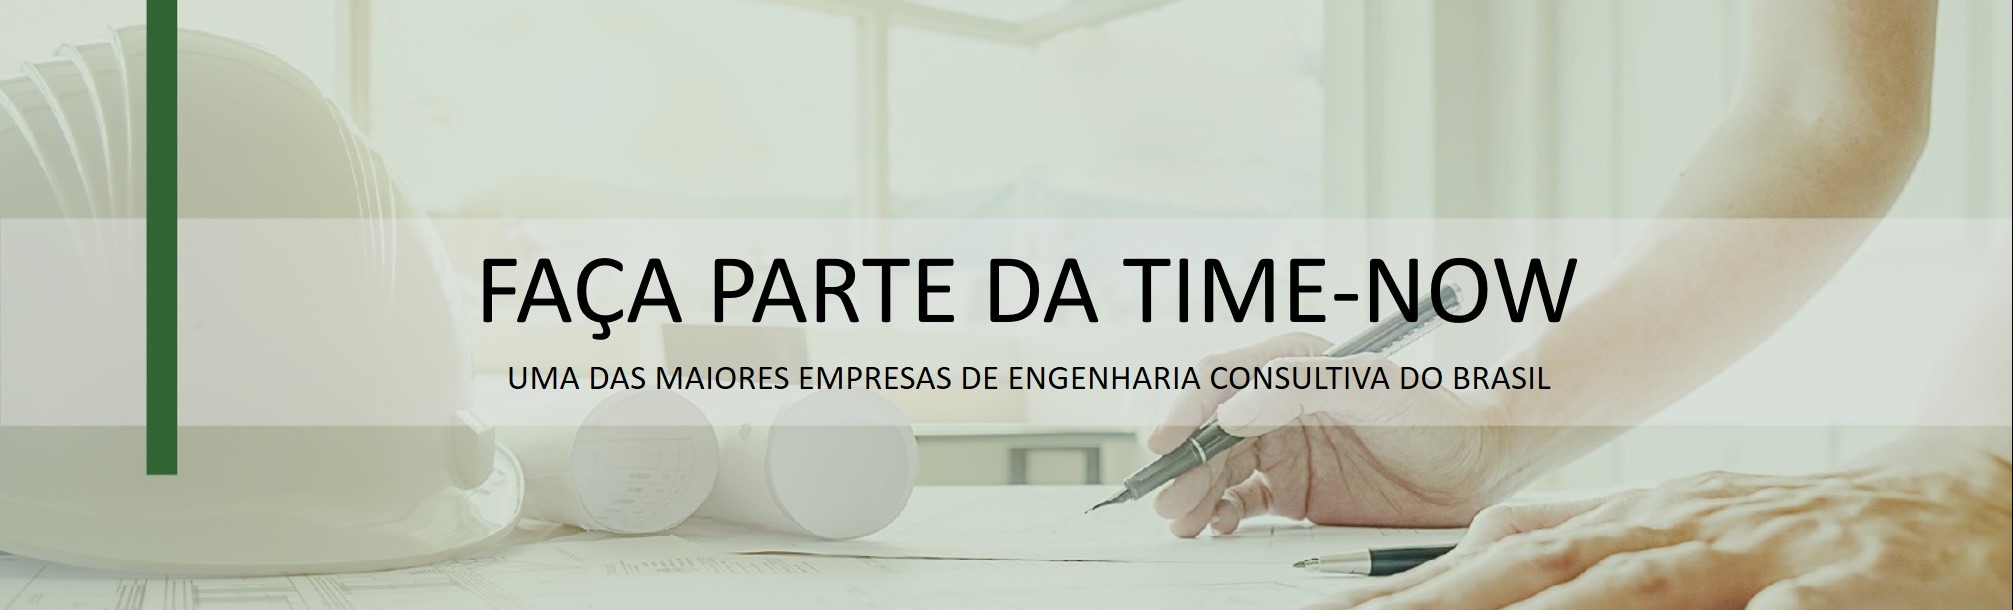 FAÇA PARTE DA TIME-NOW
UMA DAS MAIORES EMPRESAS DE ENGENHARIA CONSULTIVA DO BRASIL